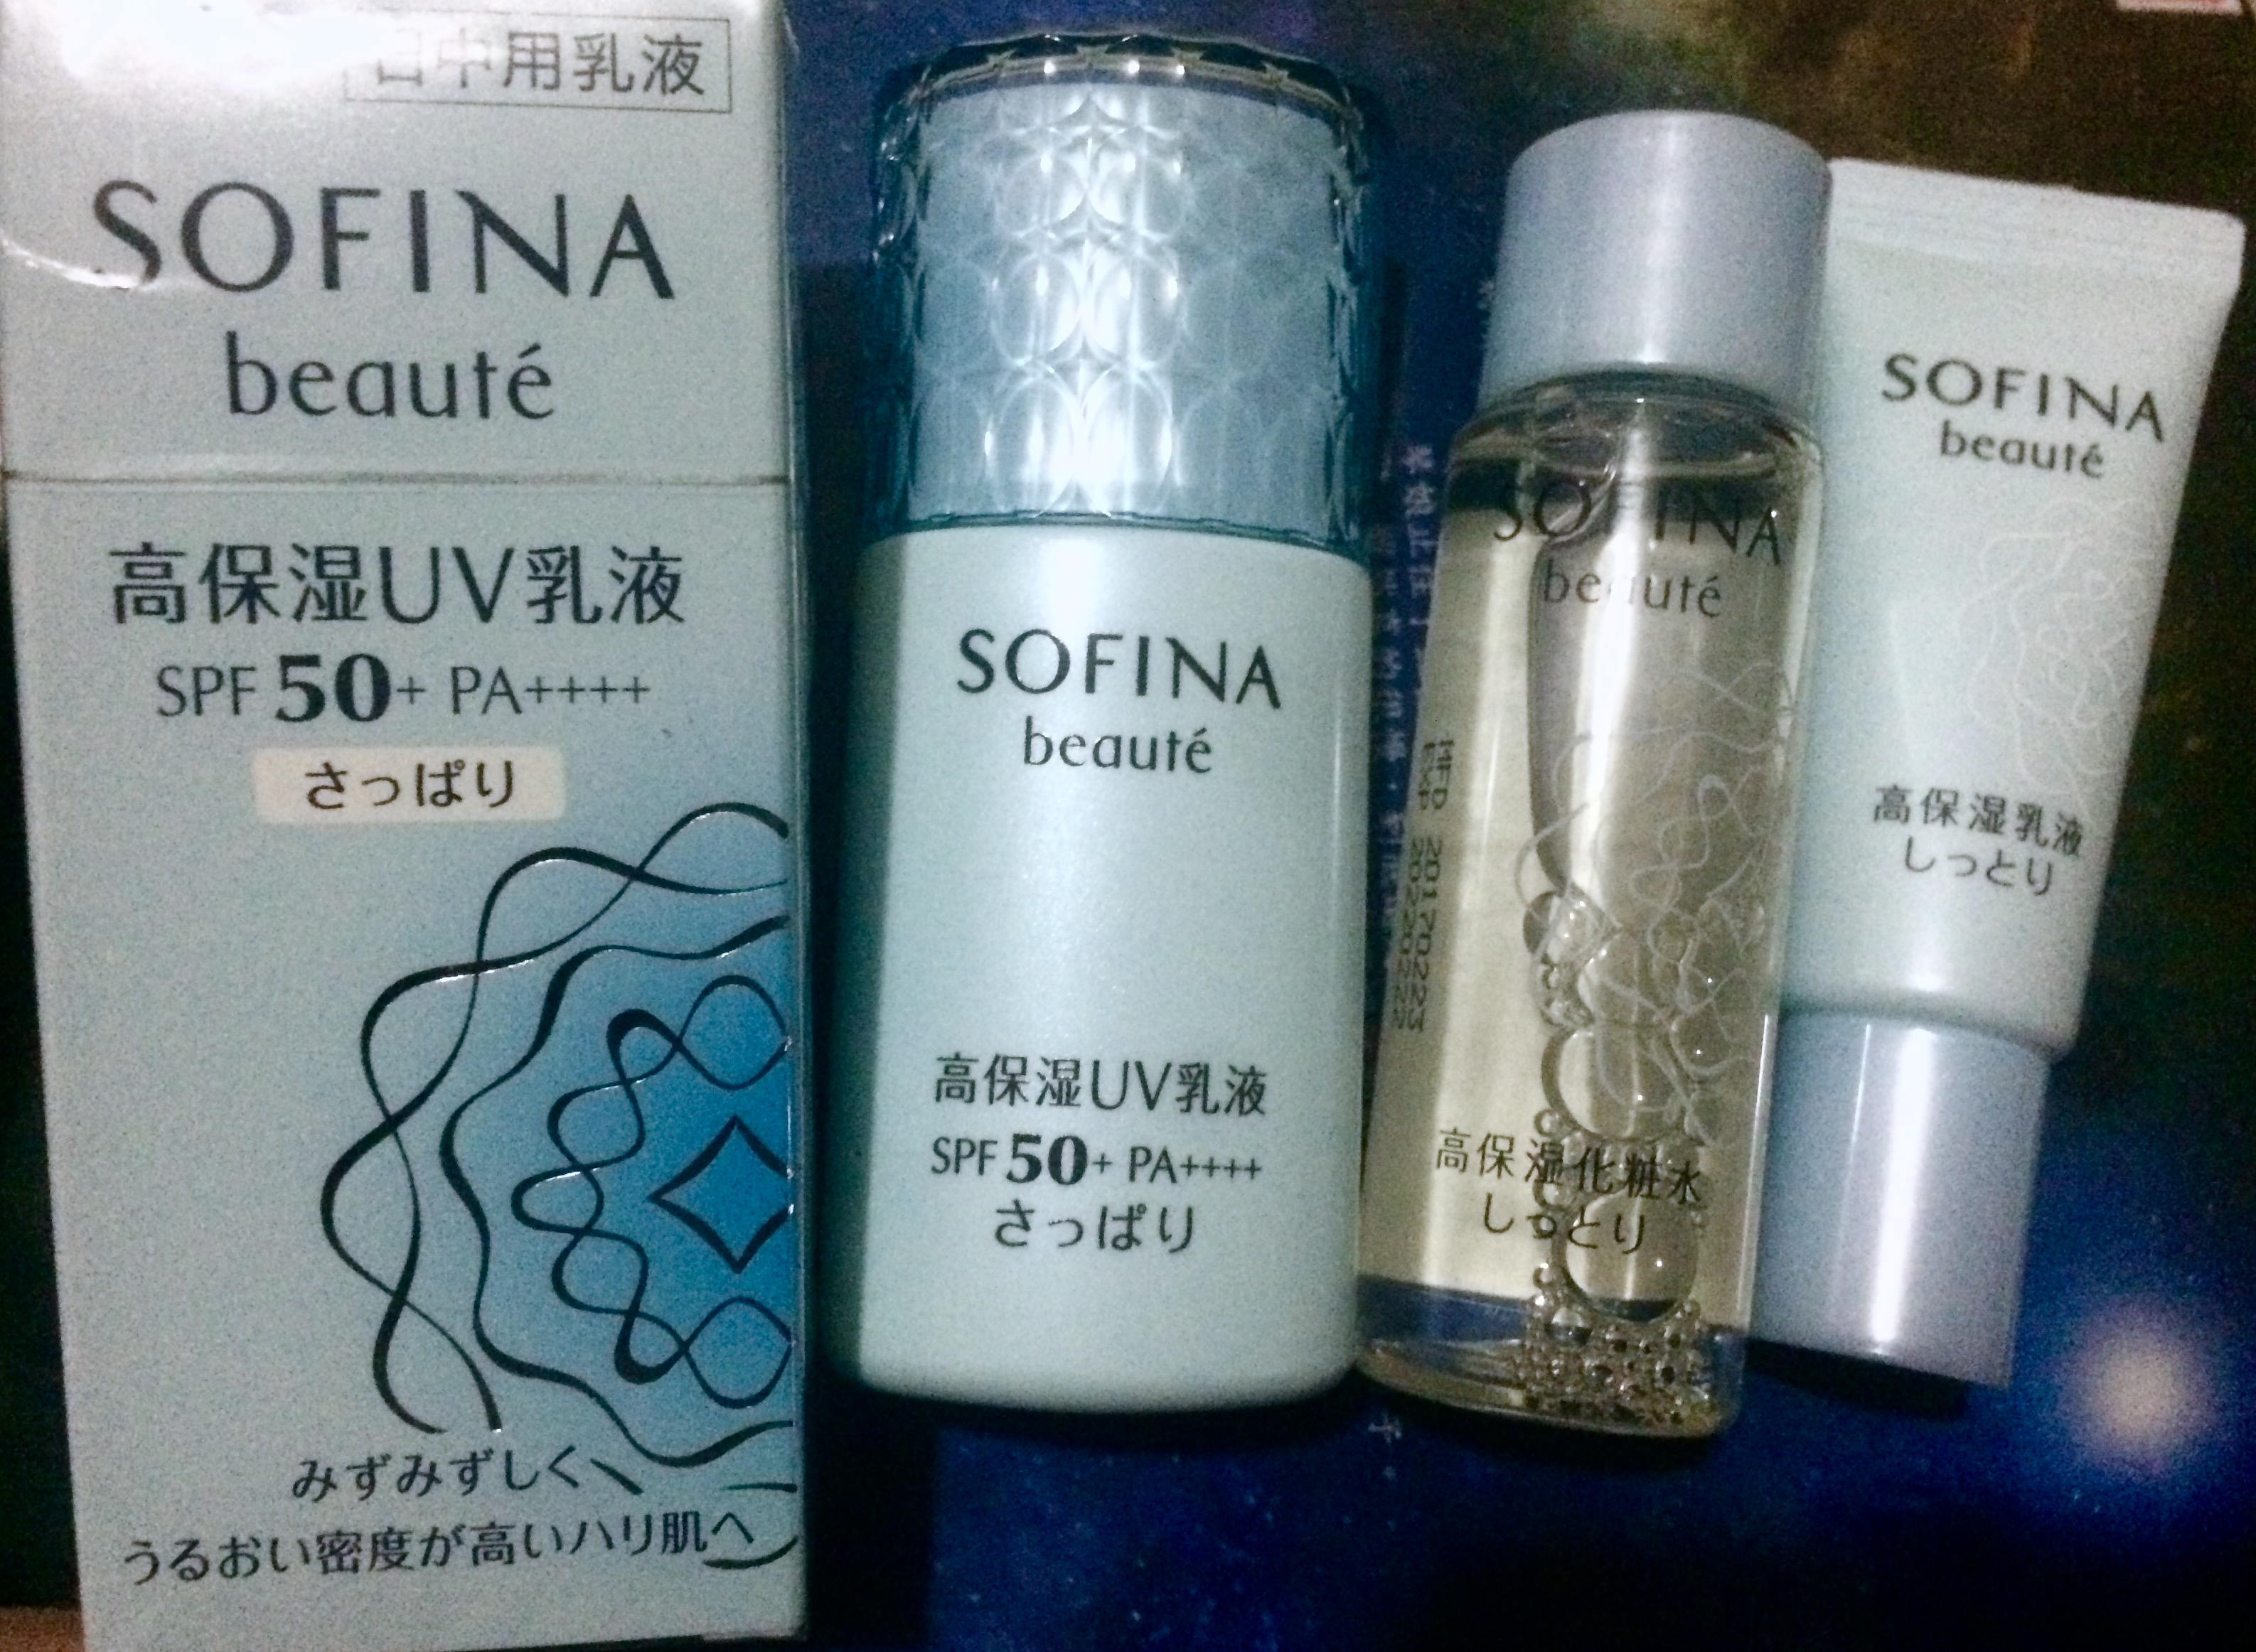 日中用乳液
SOFINA
beauté
高保湿UV乳液
SPF 50+ PA++++
さっぱり
みずみずしく、
うるおい密度が高いハリ肌へ
SOFINA
beauté
高保湿UV乳液
SPF 50+ PA++++
さっぱり
SOFINA
beauté
MFD 20170223
EXP 20220222
高保湿化粧水
しっとり
SOFINA
beauté
高保湿乳液
しっとり